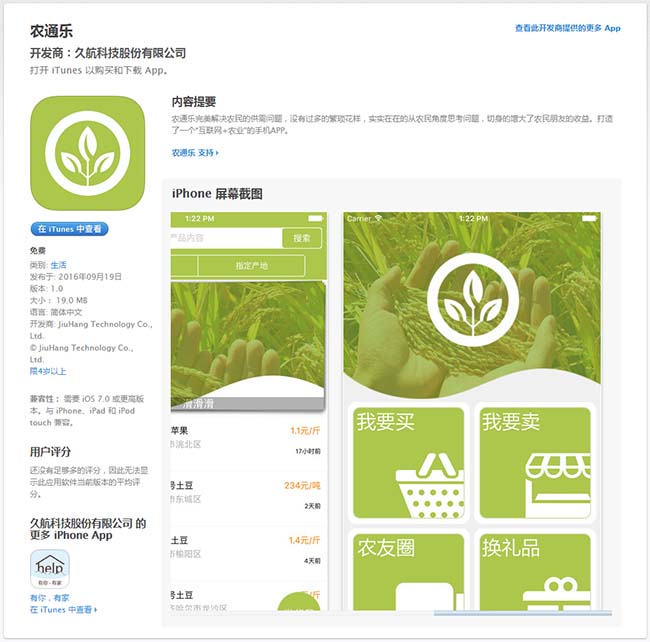 农通乐
查看此开发商提供的更多 App
开发商：久航科技股份有限公司
打开 iTunes 以购买和下载 App。
内容提要
农通乐完美解决农民的供需问题，没有过多的繁琐花样，实实在在的从农民角度思考问题，切身的增大了农民朋友的收益。打造
了一个“互联网+农业”的手机APP。
农通乐 支持
在 iTunes 中查看
免费
类别: 生活
发布于: 2016年09月19日
版本: 1.0
大小： 19.0 MB
语言: 简体中文
开发商: JiuHang Technology Co.,
Ltd.
© JiuHang Technology Co.,
Ltd.
限4岁以上
兼容性： 需要 iOS 7.0 或更高版
本。与 iPhone、iPad 和 iPod
touch 兼容。
用户评分
还没有足够多的评分，因此无法显
示此应用软件当前版本的平均评
分。
久航科技股份有限公司 的
更多 iPhone App
help
有你 , 有家
有你，有家
在 iTunes 中查看
iPhone 屏幕截图
1:22 PM
产品内容
搜索
指定产地
滑滑滑
苹果
1.1元/斤
市洮北区
17小时前
号土豆
234元/吨
市东城区
2天前
土豆
1.4元/斤
市榆阳区
4天前
号土豆
2元/斤
齐哈尔市龙沙区
Carrier
1:22 PM
我要买
我要卖
农友圈
换礼品